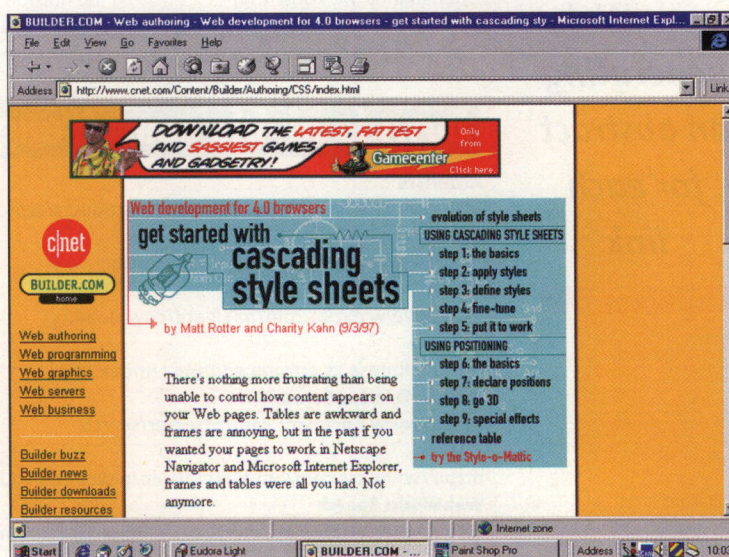 BUILDER.COM - Web authoring - Web development for 4.0 browsers - get started with cascading sty - Microsoft Internet Expl...
File Edit View Go Favorites Help
Address http://www.cnet.com/Content/Builder/Authoring/CSS/index.html
DOWNLOAD THE LATEST, FATTEST
AND SASSIEST GAMES
AND GADGETRY!
Gamecenter
Only
from
Click here.
c|net
BUILDER.COM
home
Web authoring
Web programming
Web graphics
Web servers
Web business
Builder buzz
Builder news
Builder downloads
Builder resources
Web development for 4.0 browsers
get started with
cascading
style sheets
by Matt Rotter and Charity Kahn (9/3/97)
There's nothing more frustrating than being
unable to control how content appears on
your Web pages. Tables are awkward and
frames are annoying, but in the past if you
wanted your pages to work in Netscape
Navigator and Microsoft Internet Explorer,
frames and tables were all you had. Not
anymore.
evolution of style sheets
USING CASCADING STYLE SHEETS
step 1: the basics
step 2: apply styles
step 3: define styles
step 4: fine-tune
step 5: put it to work
USING POSITIONING
step 6: the basics
step 7: declare positions
step 8: go 3D
step 9: special effects
reference table
try the Style-o-Mattic
Internet zone
Start Eudora Light BUILDER.COM - ... Paint Shop Pro Address